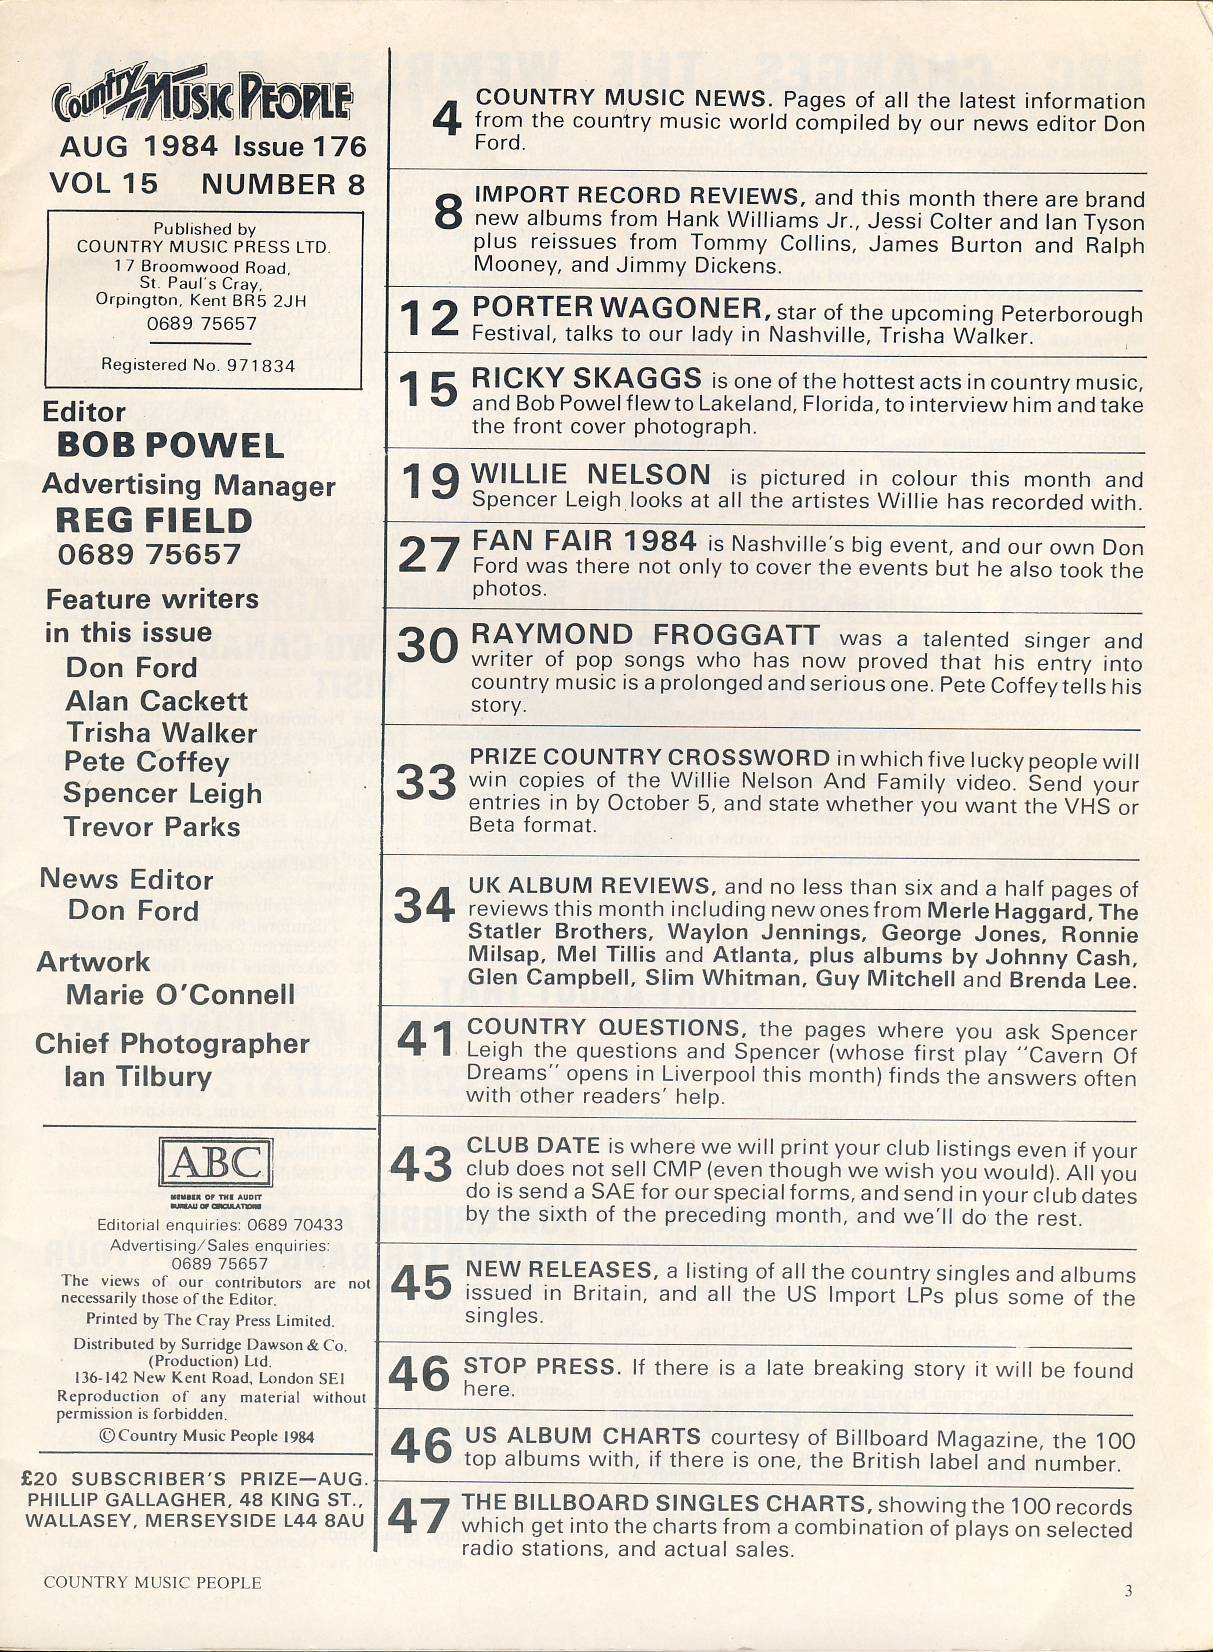 Country Music People
AUG 1984 Issue 176
VOL 15 NUMBER 8
Published by
COUNTRY MUSIC PRESS LTD.
17 Broomwood Road,
St. Paul's Cray,
Orpington, Kent BR5 2JH
0689 75657
Registered No. 971834
Editor
BOB POWEL
Advertising Manager
REG FIELD
0689 75657
Feature writers
in this issue
Don Ford
Alan Cackett
Trisha Walker
Pete Coffey
Spencer Leigh
Trevor Parks
News Editor
Don Ford
Artwork
Marie O'Connell
Chief Photographer
Ian Tilbury
ABC
MEMBER OF THE AUDIT
BUREAU OF CIRCULATIONS
Editorial enquiries: 0689 70433
Advertising/Sales enquiries:
0689 75657
The views of our contributors are not
necessarily those of the Editor.
Printed by The Cray Press Limited.
Distributed by Surridge Dawson & Co.
(Production) Ltd.
136-142 New Kent Road, London SE1
Reproduction of any material without
permission is forbidden.
© Country Music People 1984
£20 SUBSCRIBER'S PRIZE—AUG.
PHILLIP GALLAGHER, 48 KING ST.,
WALLASEY, MERSEYSIDE L44 8AU
4 COUNTRY MUSIC NEWS. Pages of all the latest information
from the country music world compiled by our news editor Don
Ford.
8 IMPORT RECORD REVIEWS, and this month there are brand
new albums from Hank Williams Jr., Jessi Colter and Ian Tyson
plus reissues from Tommy Collins, James Burton and Ralph
Mooney, and Jimmy Dickens.
12 PORTER WAGONER, star of the upcoming Peterborough
Festival, talks to our lady in Nashville, Trisha Walker.
15 RICKY SKAGGS is one of the hottest acts in country music,
and Bob Powel flew to Lakeland, Florida, to interview him and take
the front cover photograph.
19 WILLIE NELSON is pictured in colour this month and
Spencer Leigh looks at all the artistes Willie has recorded with.
27 FAN FAIR 1984 is Nashville's big event, and our own Don
Ford was there not only to cover the events but he also took the
photos.
30 RAYMOND FROGGATT was a talented singer and
writer of pop songs who has now proved that his entry into
country music is a prolonged and serious one. Pete Coffey tells his
story.
33 PRIZE COUNTRY CROSSWORD in which five lucky people will
win copies of the Willie Nelson And Family video. Send your
entries in by October 5, and state whether you want the VHS or
Beta format.
34 UK ALBUM REVIEWS, and no less than six and a half pages of
reviews this month including new ones from Merle Haggard, The
Statler Brothers, Waylon Jennings, George Jones, Ronnie
Milsap, Mel Tillis and Atlanta, plus albums by Johnny Cash,
Glen Campbell, Slim Whitman, Guy Mitchell and Brenda Lee.
41 COUNTRY QUESTIONS, the pages where you ask Spencer
Leigh the questions and Spencer (whose first play "Cavern Of
Dreams" opens in Liverpool this month) finds the answers often
with other readers' help.
43 CLUB DATE is where we will print your club listings even if your
club does not sell CMP (even though we wish you would). All you
do is send a SAE for our special forms, and send in your club dates
by the sixth of the preceding month, and we'll do the rest.
45 NEW RELEASES, a listing of all the country singles and albums
issued in Britain, and all the US Import LPs plus some of the
singles.
46 STOP PRESS. If there is a late breaking story it will be found
here.
46 US ALBUM CHARTS courtesy of Billboard Magazine, the 100
top albums with, if there is one, the British label and number.
47 THE BILLBOARD SINGLES CHARTS, showing the 100 records
which get into the charts from a combination of plays on selected
radio stations, and actual sales.
COUNTRY MUSIC PEOPLE
3